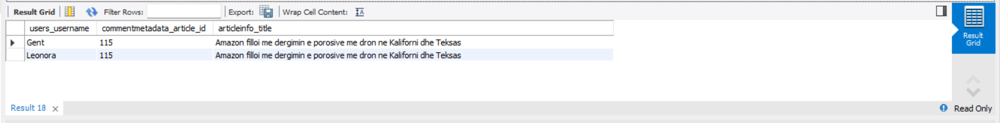 Result Grid Filter Rows: Export: Wrap Cell Content: IA
users_username commentmetadata_article_id articleinfo_title
Gent 115 Amazon filloi me dergimin e porosive me dron ne Kaliforni dhe Teksas
Leonora 115 Amazon filloi me dergimin e porosive me dron ne Kaliforni dhe Teksas
Result
Grid
Result 18 × Read Only